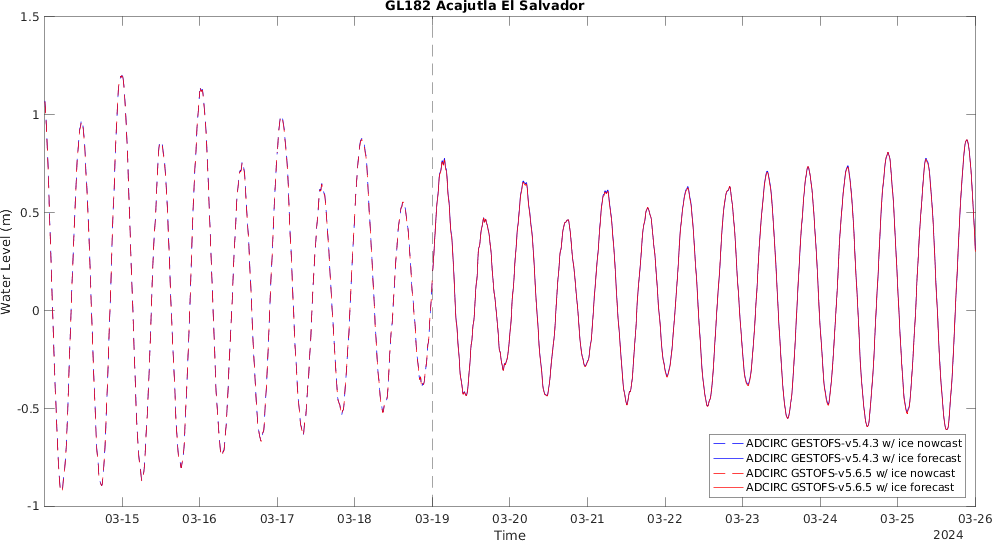 GL182 Acajutla El Salvador
1.5
1
0.5
0
-0.5
-1
Water Level (m)
03-15 03-16 03-17 03-18 03-19 03-20 03-21 03-22 03-23 03-24 03-25 03-26
Time
2024
ADCIRC GESTOFS-v5.4.3 w/ ice nowcast
ADCIRC GESTOFS-v5.4.3 w/ ice forecast
ADCIRC GSTOFS-v5.6.5 w/ ice nowcast
ADCIRC GSTOFS-v5.6.5 w/ ice forecast